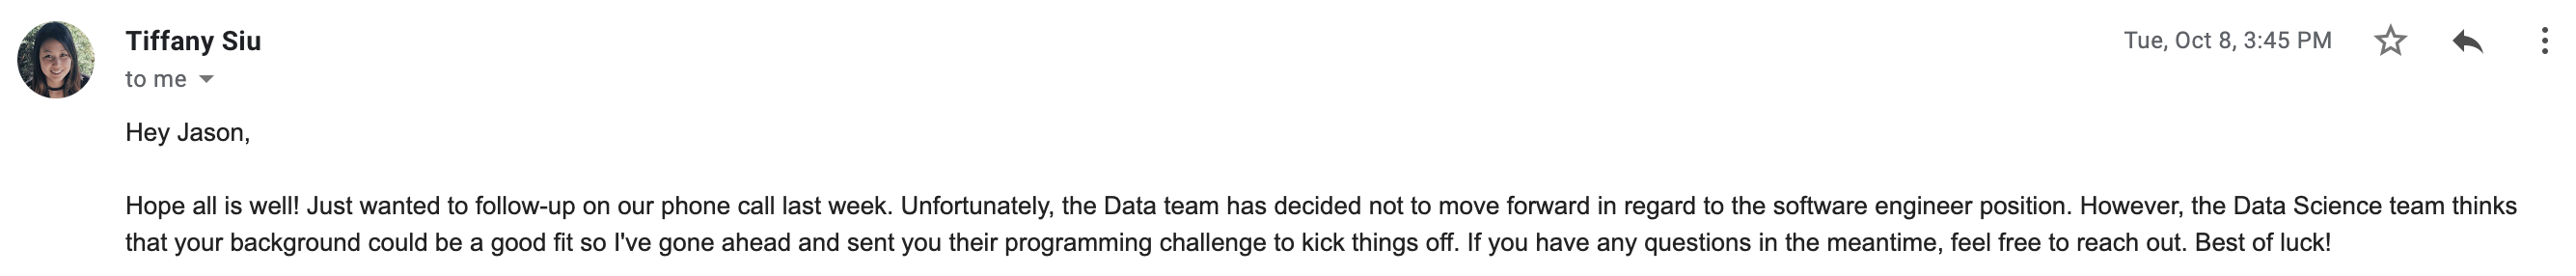 Tiffany Siu
Tue, Oct 8, 3:45 PM
to me
Hey Jason,
Hope all is well! Just wanted to follow-up on our phone call last week. Unfortunately, the Data team has decided not to move forward in regard to the software engineer position. However, the Data Science team thinks
that your background could be a good fit so I've gone ahead and sent you their programming challenge to kick things off. If you have any questions in the meantime, feel free to reach out. Best of luck!